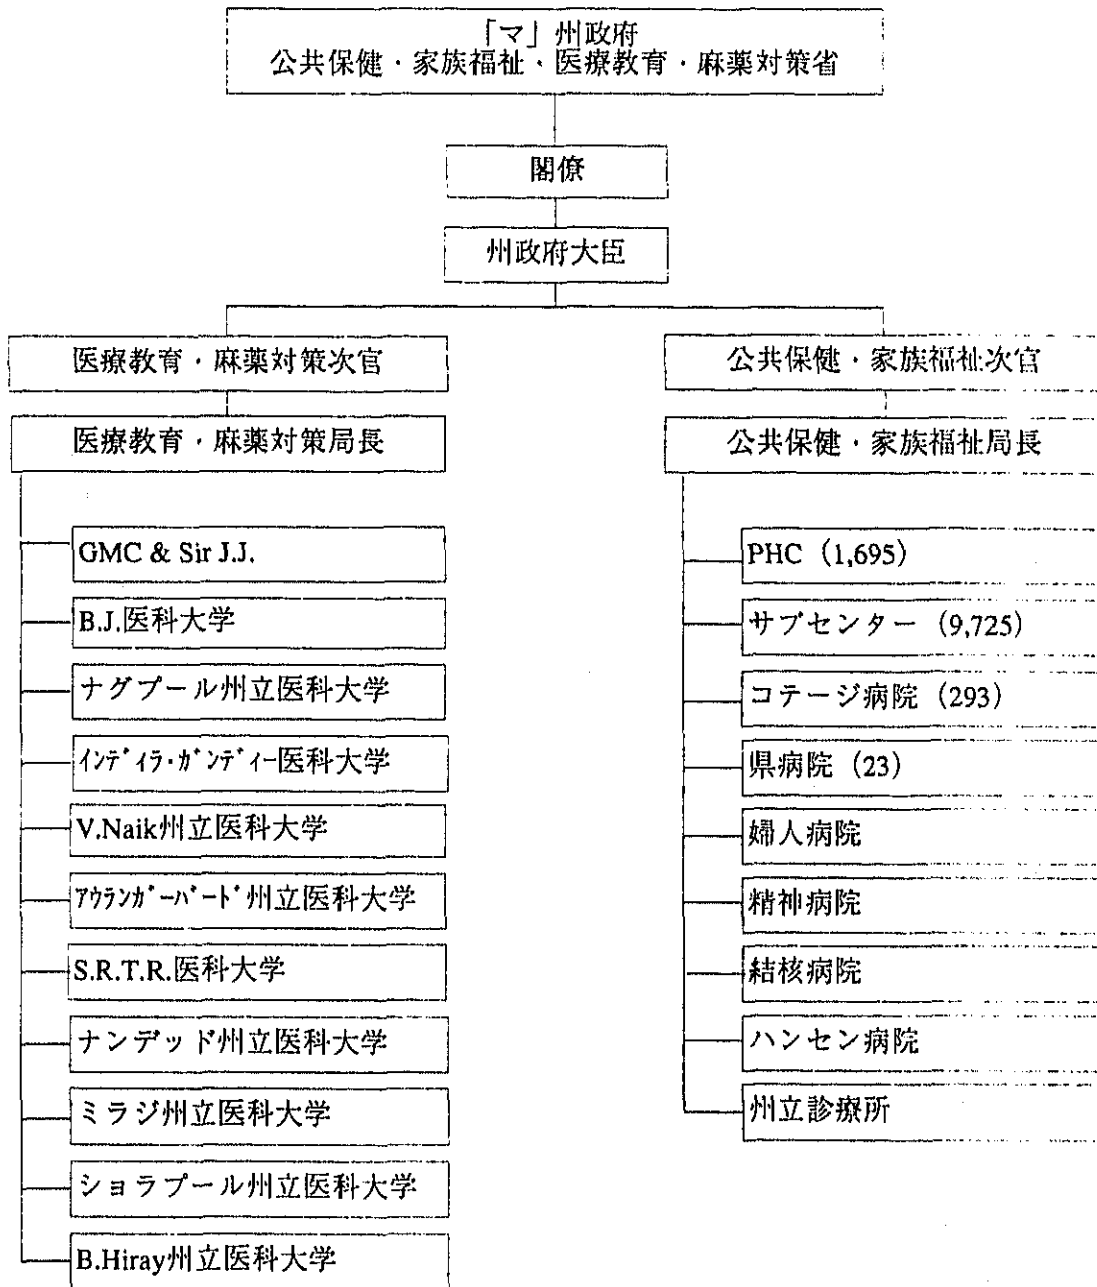 「マ」州政府
公共保健・家族福祉、医療教育・麻薬対策省
閣僚
州政府大臣
医療教育・麻薬対策次官
医療教育・麻薬対策局長
GMC & Sir J.J.
B.J.医科大学
ナグプール州立医科大学
インディラ・ガンディー医科大学
V.Naik州立医科大学
アウランガーバード州立医科大学
S.R.T.R.医科大学
ナンデッド州立医科大学
ミラジ州立医科大学
ショラプール州立医科大学
B.Hiray州立医科大学
公共保健・家族福祉次官
公共保健・家族福祉局長
PHC (1,695)
サブセンター (9,725)
コテージ病院 (293)
県病院 (23)
婦人病院
精神病院
結核病院
ハンセン病院
州立診療所